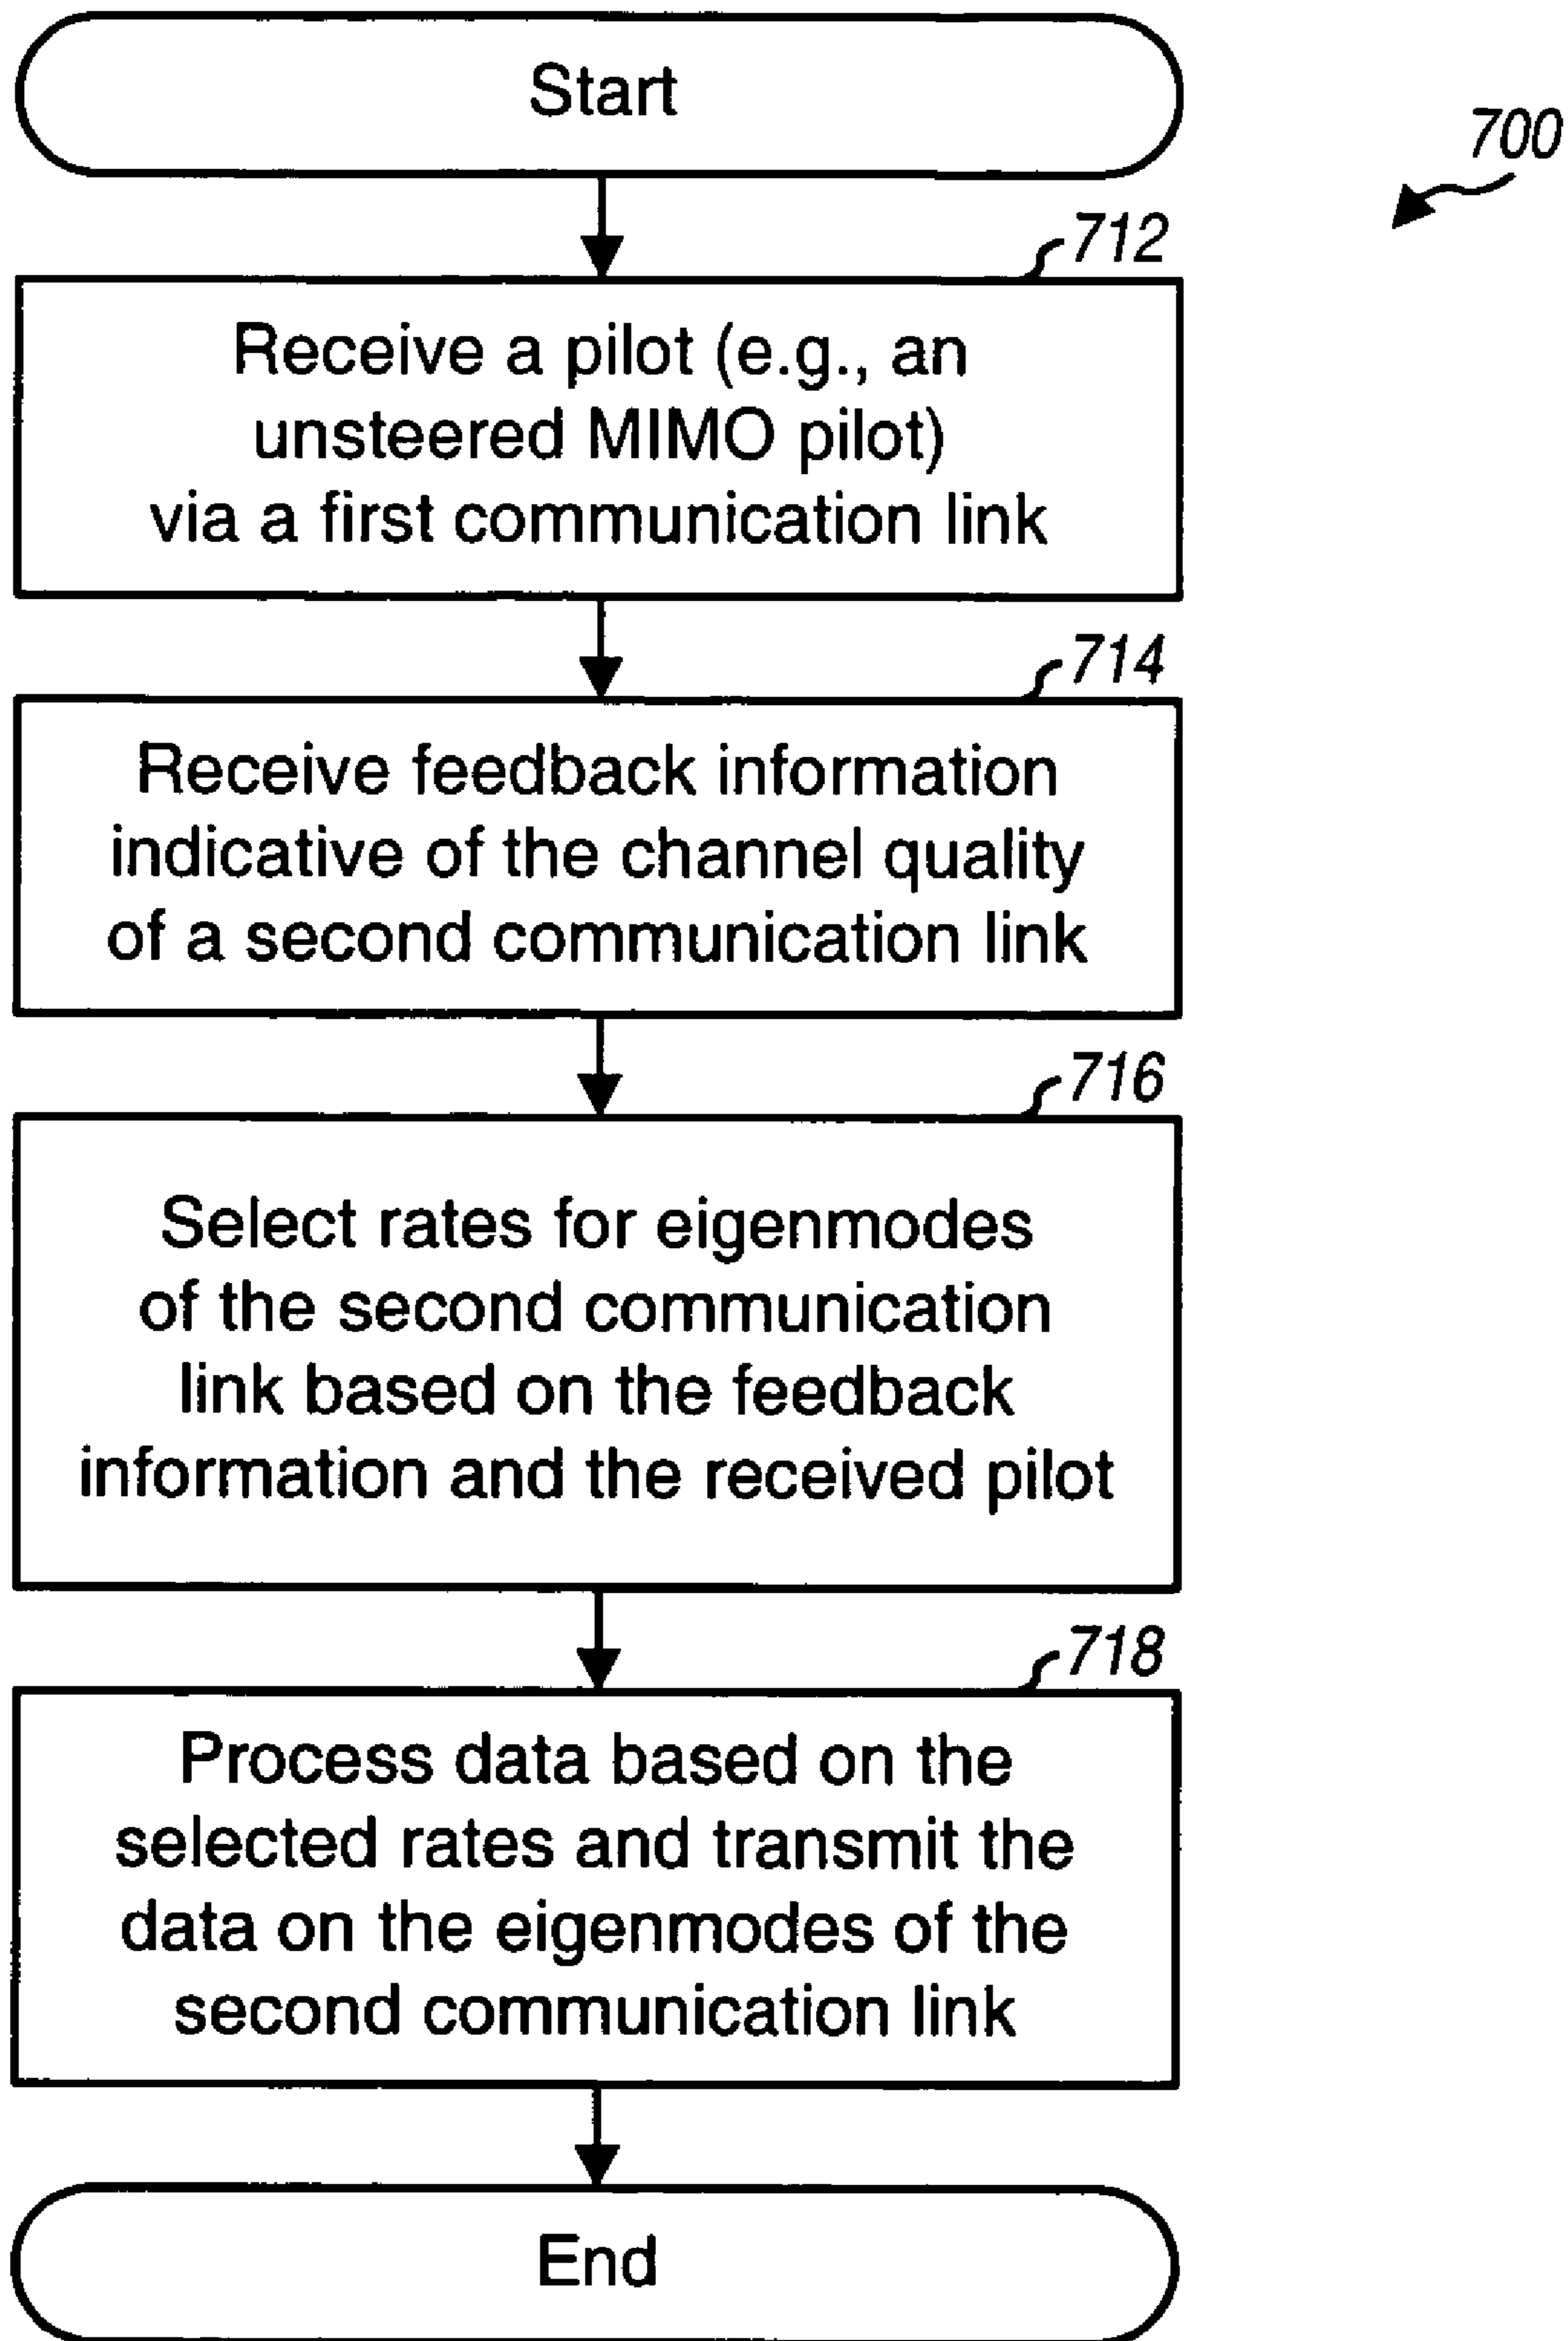 Start
700
712
Receive a pilot (e.g., an
unsteered MIMO pilot)
via a first communication link
714
Receive feedback information
indicative of the channel quality
of a second communication link
716
Select rates for eigenmodes
of the second communication
link based on the feedback
information and the received pilot
718
Process data based on the
selected rates and transmit the
data on the eigenmodes of the
second communication link
End